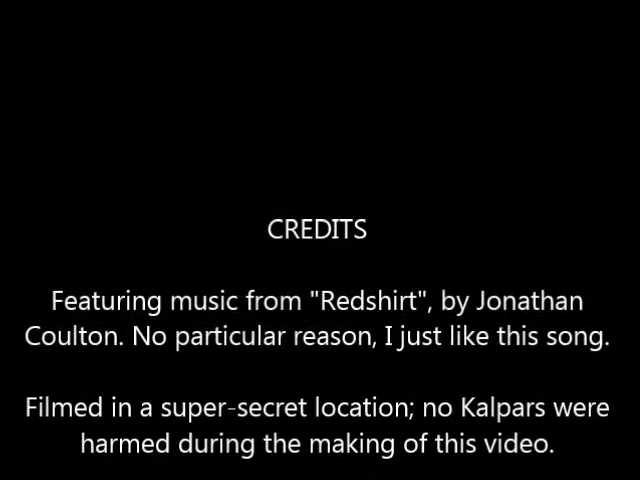 CREDITS
Featuring music from "Redshirt", by Jonathan
Coulton. No particular reason, I just like this song.
Filmed in a super-secret location; no Kalpars were
harmed during the making of this video.